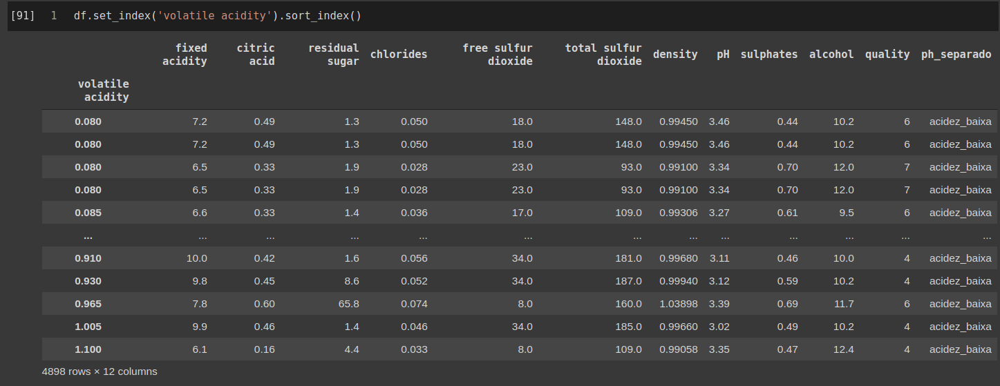 [91] 1 df.set_index('volatile acidity').sort_index()
fixed acidity citric acid residual sugar chlorides free sulfur dioxide total sulfur dioxide density pH sulphates alcohol quality ph_separado
volatile acidity
0.080 7.2 0.49 1.3 0.050 18.0 148.0 0.99450 3.46 0.44 10.2 6 acidez_baixa
0.080 7.2 0.49 1.3 0.050 18.0 148.0 0.99450 3.46 0.44 10.2 6 acidez_baixa
0.080 6.5 0.33 1.9 0.028 23.0 93.0 0.99100 3.34 0.70 12.0 7 acidez_baixa
0.080 6.5 0.33 1.9 0.028 23.0 93.0 0.99100 3.34 0.70 12.0 7 acidez_baixa
0.085 6.6 0.33 1.4 0.036 17.0 109.0 0.99306 3.27 0.61 9.5 6 acidez_baixa
... ... ... ... ... ... ... ... ... ... ... ... ...
0.910 10.0 0.42 1.6 0.056 34.0 181.0 0.99680 3.11 0.46 10.0 4 acidez_baixa
0.930 9.8 0.45 8.6 0.052 34.0 187.0 0.99940 3.12 0.59 10.2 4 acidez_baixa
0.965 7.8 0.60 65.8 0.074 8.0 160.0 1.03898 3.39 0.69 11.7 6 acidez_baixa
1.005 9.9 0.46 1.4 0.046 34.0 185.0 0.99660 3.02 0.49 10.2 4 acidez_baixa
1.100 6.1 0.16 4.4 0.033 8.0 109.0 0.99058 3.35 0.47 12.4 4 acidez_baixa
4898 rows × 12 columns